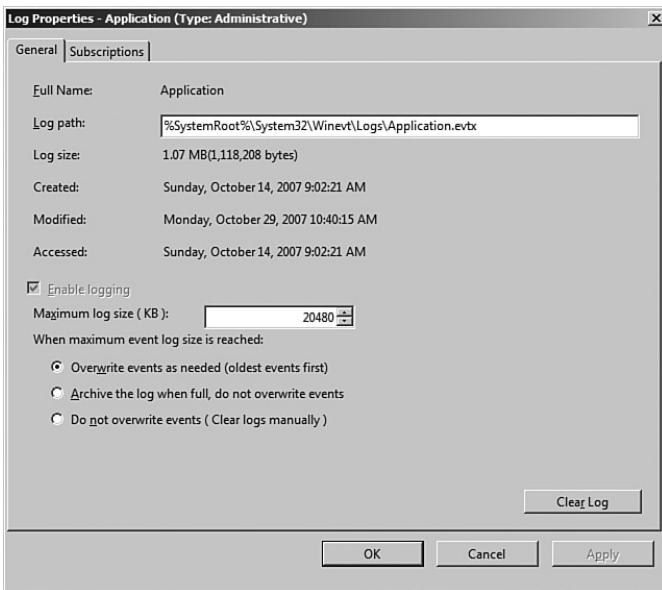 Log Properties - Application (Type: Administrative)
General Subscriptions
Full Name: Application
Log path: %SystemRoot%\System32\Winevt\Logs\Application.evtx
Log size: 1.07 MB(1,118,208 bytes)
Created: Sunday, October 14, 2007 9:02:21 AM
Modified: Monday, October 29, 2007 10:40:15 AM
Accessed: Sunday, October 14, 2007 9:02:21 AM
Enable logging
Maximum log size ( KB ): 20480
When maximum event log size is reached:
Overwrite events as needed (oldest events first)
Archive the log when full, do not overwrite events
Do not overwrite events ( Clear logs manually )
Clear Log
OK Cancel Apply